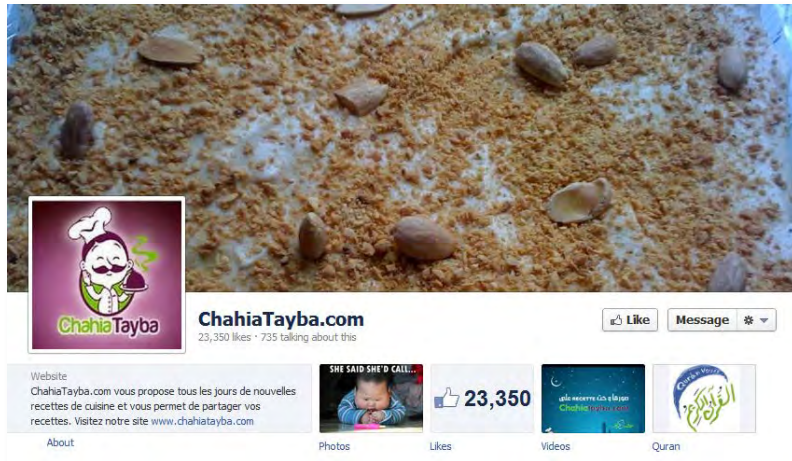 ChahiaTayba
ChahiaTayba.com
23,350 likes · 735 talking about this
Like
Message
Website
ChahiaTayba.com vous propose tous les jours de nouvelles
recettes de cuisine et vous permet de partager vos
recettes. Visitez notre site www.chahiatayba.com
About
SHE SAID SHE'D CALL...
Photos
23,350
Likes
Videos
القرآن الكريم
Quran